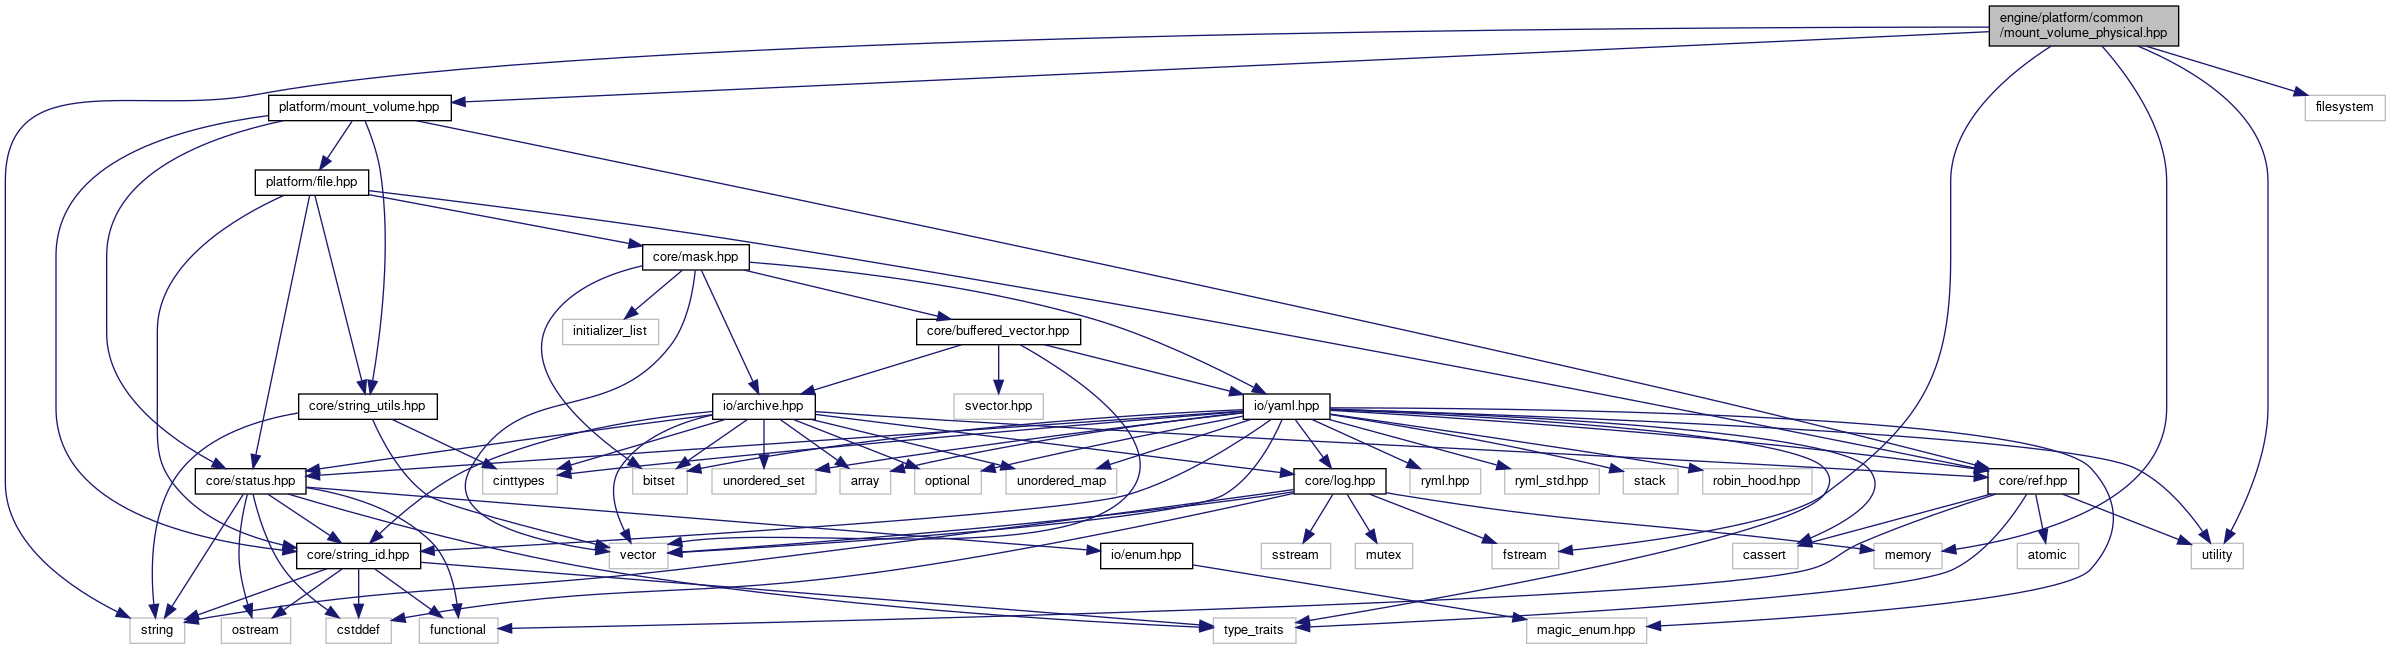 engine/platform/common
/mount_volume_physical.hpp
platform/mount_volume.hpp
filesystem
platform/file.hpp
core/mask.hpp
initializer_list
core/buffered_vector.hpp
core/string_utils.hpp
io/archive.hpp
svector.hpp
io/yaml.hpp
core/status.hpp
cinttypes
bitset
unordered_set
array
optional
unordered_map
core/log.hpp
ryml.hpp
ryml_std.hpp
stack
robin_hood.hpp
core/ref.hpp
core/string_id.hpp
vector
io/enum.hpp
sstream
mutex
fstream
cassert
memory
atomic
utility
string
ostream
cstddef
functional
type_traits
magic_enum.hpp